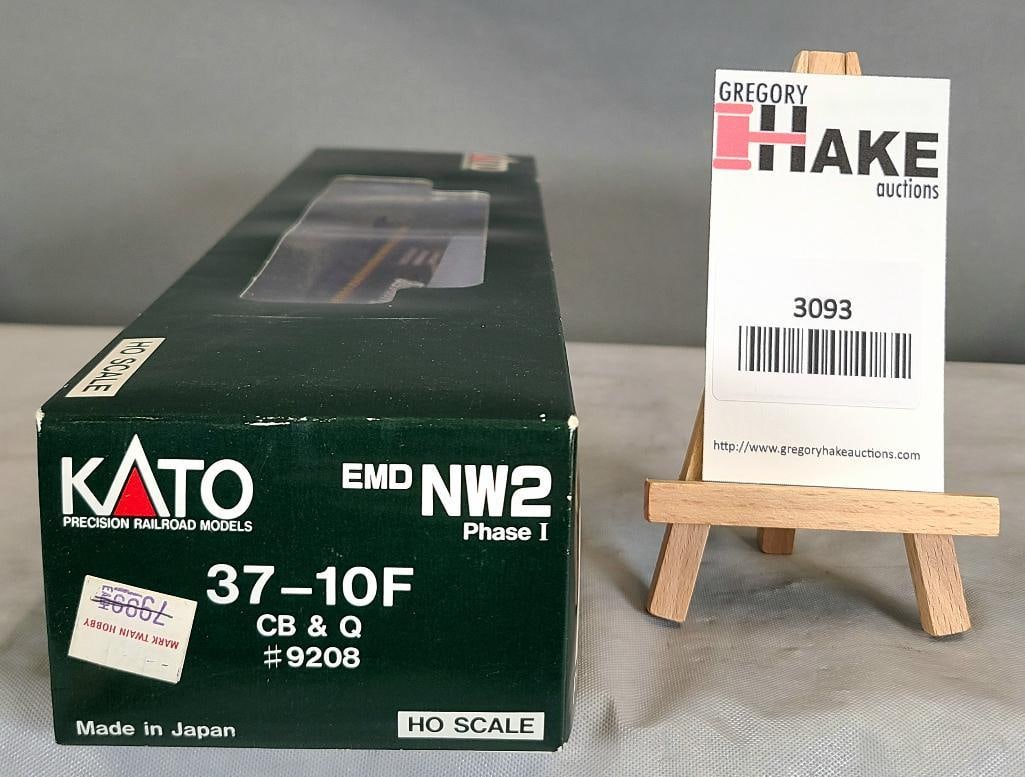 KATO
HO SCALE
KATO
PRECISION RAILROAD MODELS
EMD NW2
Phase I
37-10F
CB & Q
#9208
MARK TWAIN HOBBY
Made in Japan
HO SCALE
GREGORY
HAKE
auctions
3093
http://www.gregoryhakeauctions.com